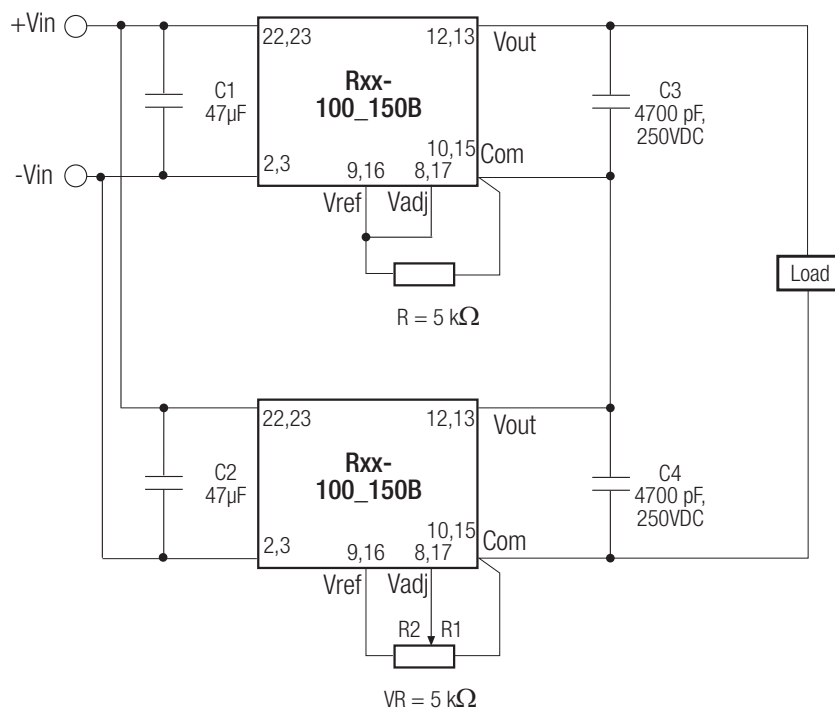 +Vin
22,23
12,13
Vout
Rxx-
100_150B
C1
47µF
C3
4700 pF,
250VDC
10,15
Com
-Vin
2,3
9,16
8,17
Vref
Vadj
Load
R = 5 kΩ
22,23
12,13
Vout
Rxx-
100_150B
C2
47µF
C4
4700 pF,
250VDC
10,15
Com
2,3
9,16
8,17
Vref
Vadj
R2
R1
VR = 5 kΩ